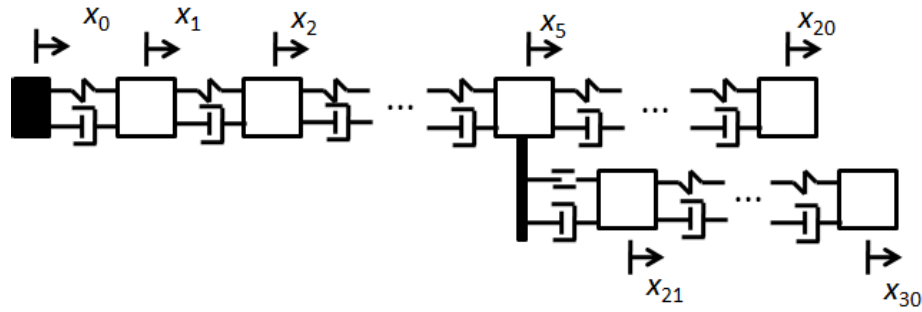 x₀ x₁ x₂ x₅ x₂₀
... ...
...
x₂₁ x₃₀